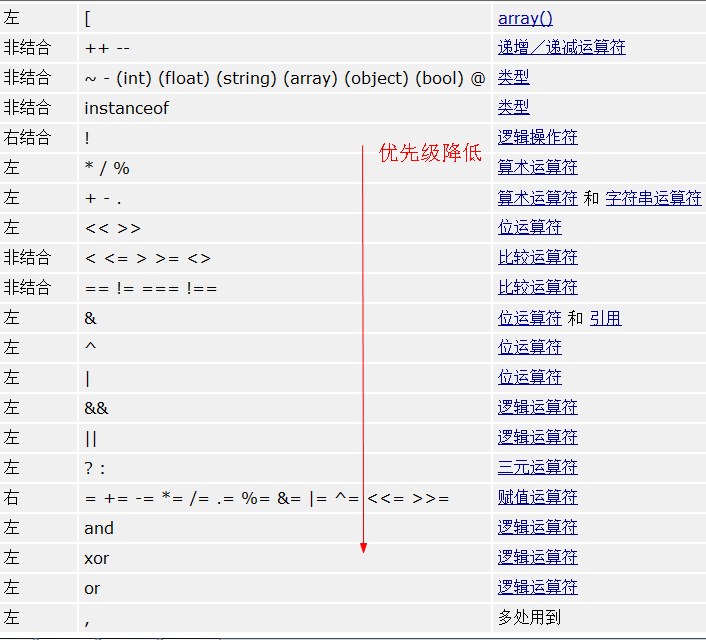 左 [ array()
非结合 ++ -- 递增／递减运算符
非结合 ~ - (int) (float) (string) (array) (object) (bool) @ 类型
非结合 instanceof 类型
右结合 ! 逻辑操作符
优先级降低
左 * / % 算术运算符
左 + - . 算术运算符 和 字符串运算符
左 << >> 位运算符
非结合 < <= > >= <> 比较运算符
非结合 == != === !== 比较运算符
左 & 位运算符 和 引用
左 ^ 位运算符
左 | 位运算符
左 && 逻辑运算符
左 || 逻辑运算符
左 ? : 三元运算符
右 = += -= *= /= .= %= &= |= ^= <<= >>= 赋值运算符
左 and 逻辑运算符
左 xor 逻辑运算符
左 or 逻辑运算符
左 , 多处用到